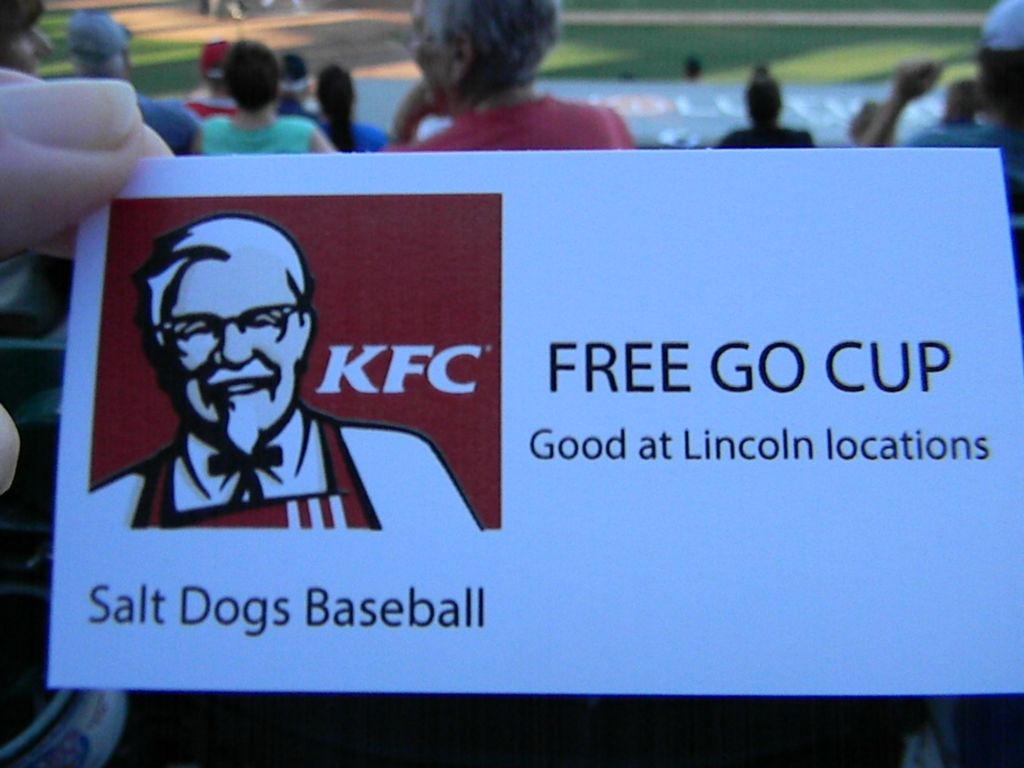 KFC
FREE GO CUP
Good at Lincoln locations
Salt Dogs Baseball